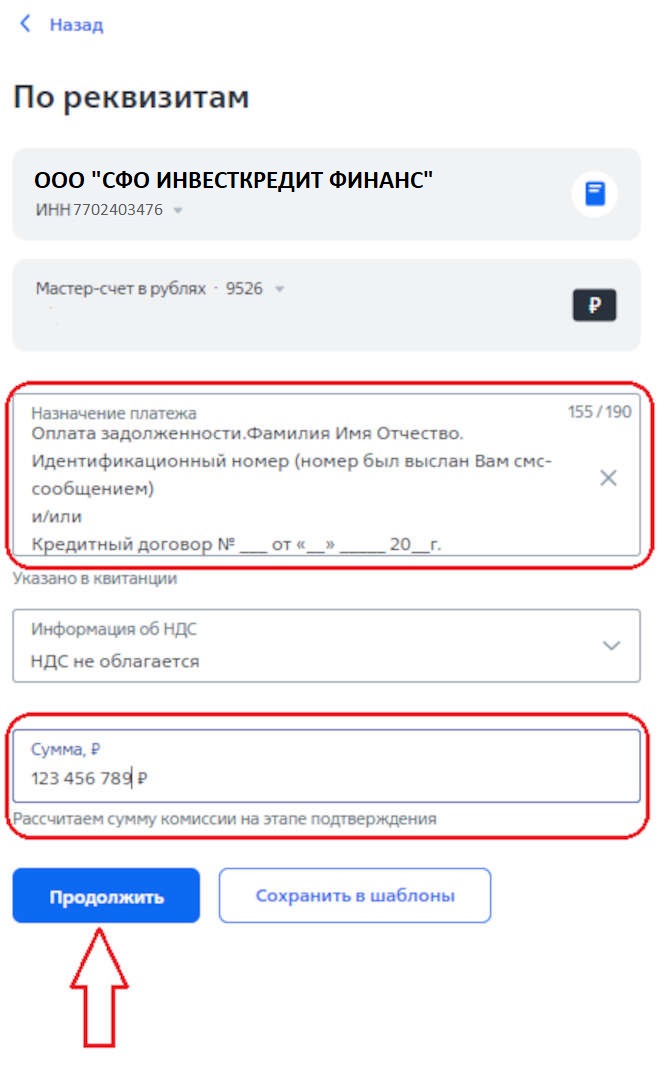 Назад
По реквизитам
ООО "СФО ИНВЕСТКРЕДИТ ФИНАНС"
ИНН 7702403476
Мастер-счет в рублях · 9526
₽
Назначение платежа 155 / 190
Оплата задолженности.Фамилия Имя Отчество.
Идентификационный номер (номер был выслан Вам смс-
сообщением)
и/или
Кредитный договор № ___ от «__» _____ 20__г.
Указано в квитанции
Информация об НДС
НДС не облагается
Сумма, ₽
123 456 789 ₽
Рассчитаем сумму комиссии на этапе подтверждения
Продолжить
Сохранить в шаблоны